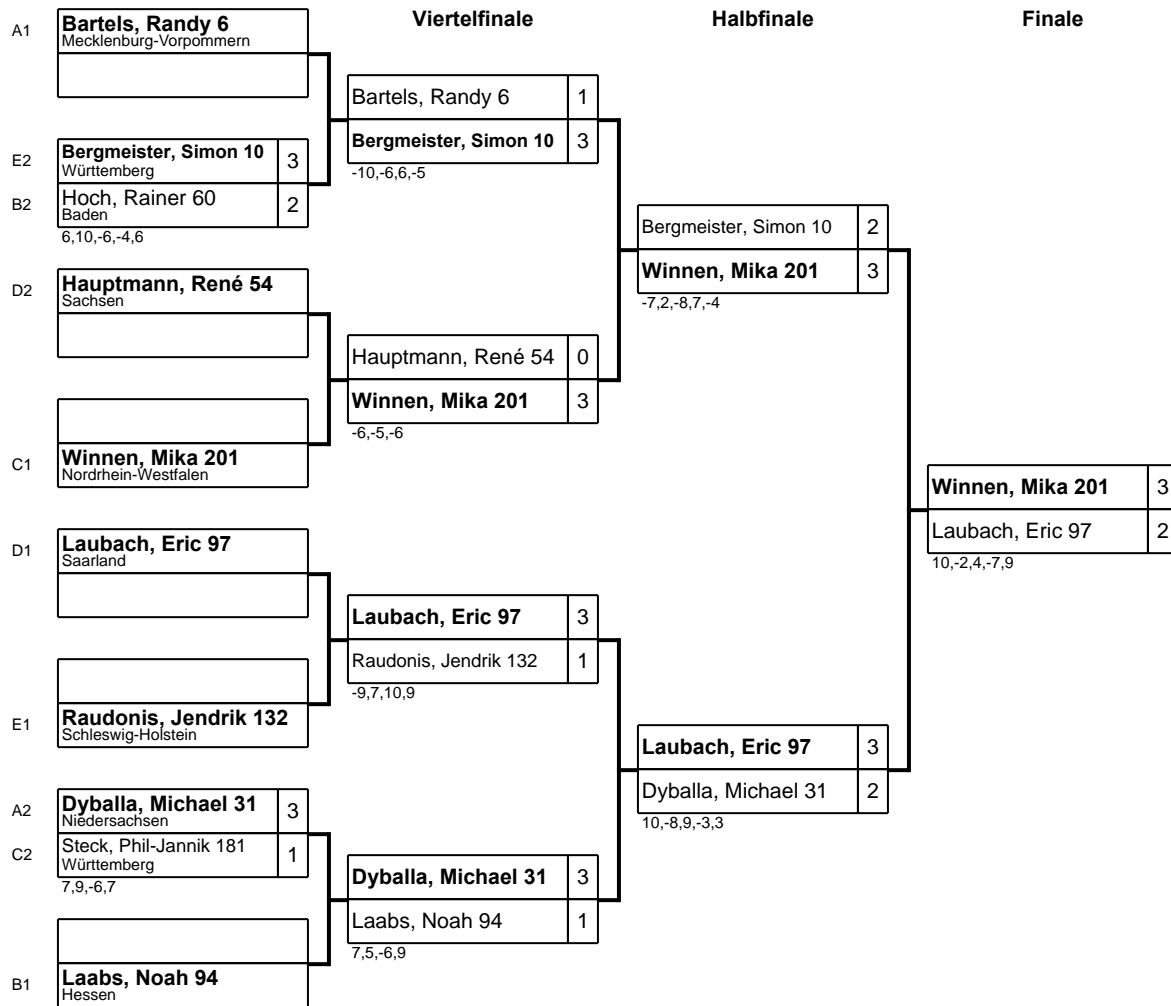 Viertelfinale
Halbfinale
Finale
A1
Bartels, Randy 6
Mecklenburg-Vorpommern
E2
Bergmeister, Simon 10
3
Württemberg
B2
Hoch, Rainer 60
2
Baden
6,10,-6,-4,6
D2
Hauptmann, René 54
Sachsen
C1
Winnen, Mika 201
Nordrhein-Westfalen
D1
Laubach, Eric 97
Saarland
E1
Raudonis, Jendrik 132
Schleswig-Holstein
A2
Dyballa, Michael 31
3
Niedersachsen
C2
Steck, Phil-Jannik 181
1
Württemberg
7,9,-6,7
B1
Laabs, Noah 94
Hessen
Bartels, Randy 6
1
Bergmeister, Simon 10
3
-10,-6,6,-5
Hauptmann, René 54
0
Winnen, Mika 201
3
-6,-5,-6
Laubach, Eric 97
3
Raudonis, Jendrik 132
1
-9,7,10,9
Dyballa, Michael 31
3
Laabs, Noah 94
1
7,5,-6,9
Bergmeister, Simon 10
2
Winnen, Mika 201
3
-7,2,-8,7,-4
Laubach, Eric 97
3
Dyballa, Michael 31
2
10,-8,9,-3,3
Winnen, Mika 201
3
Laubach, Eric 97
2
10,-2,4,-7,9